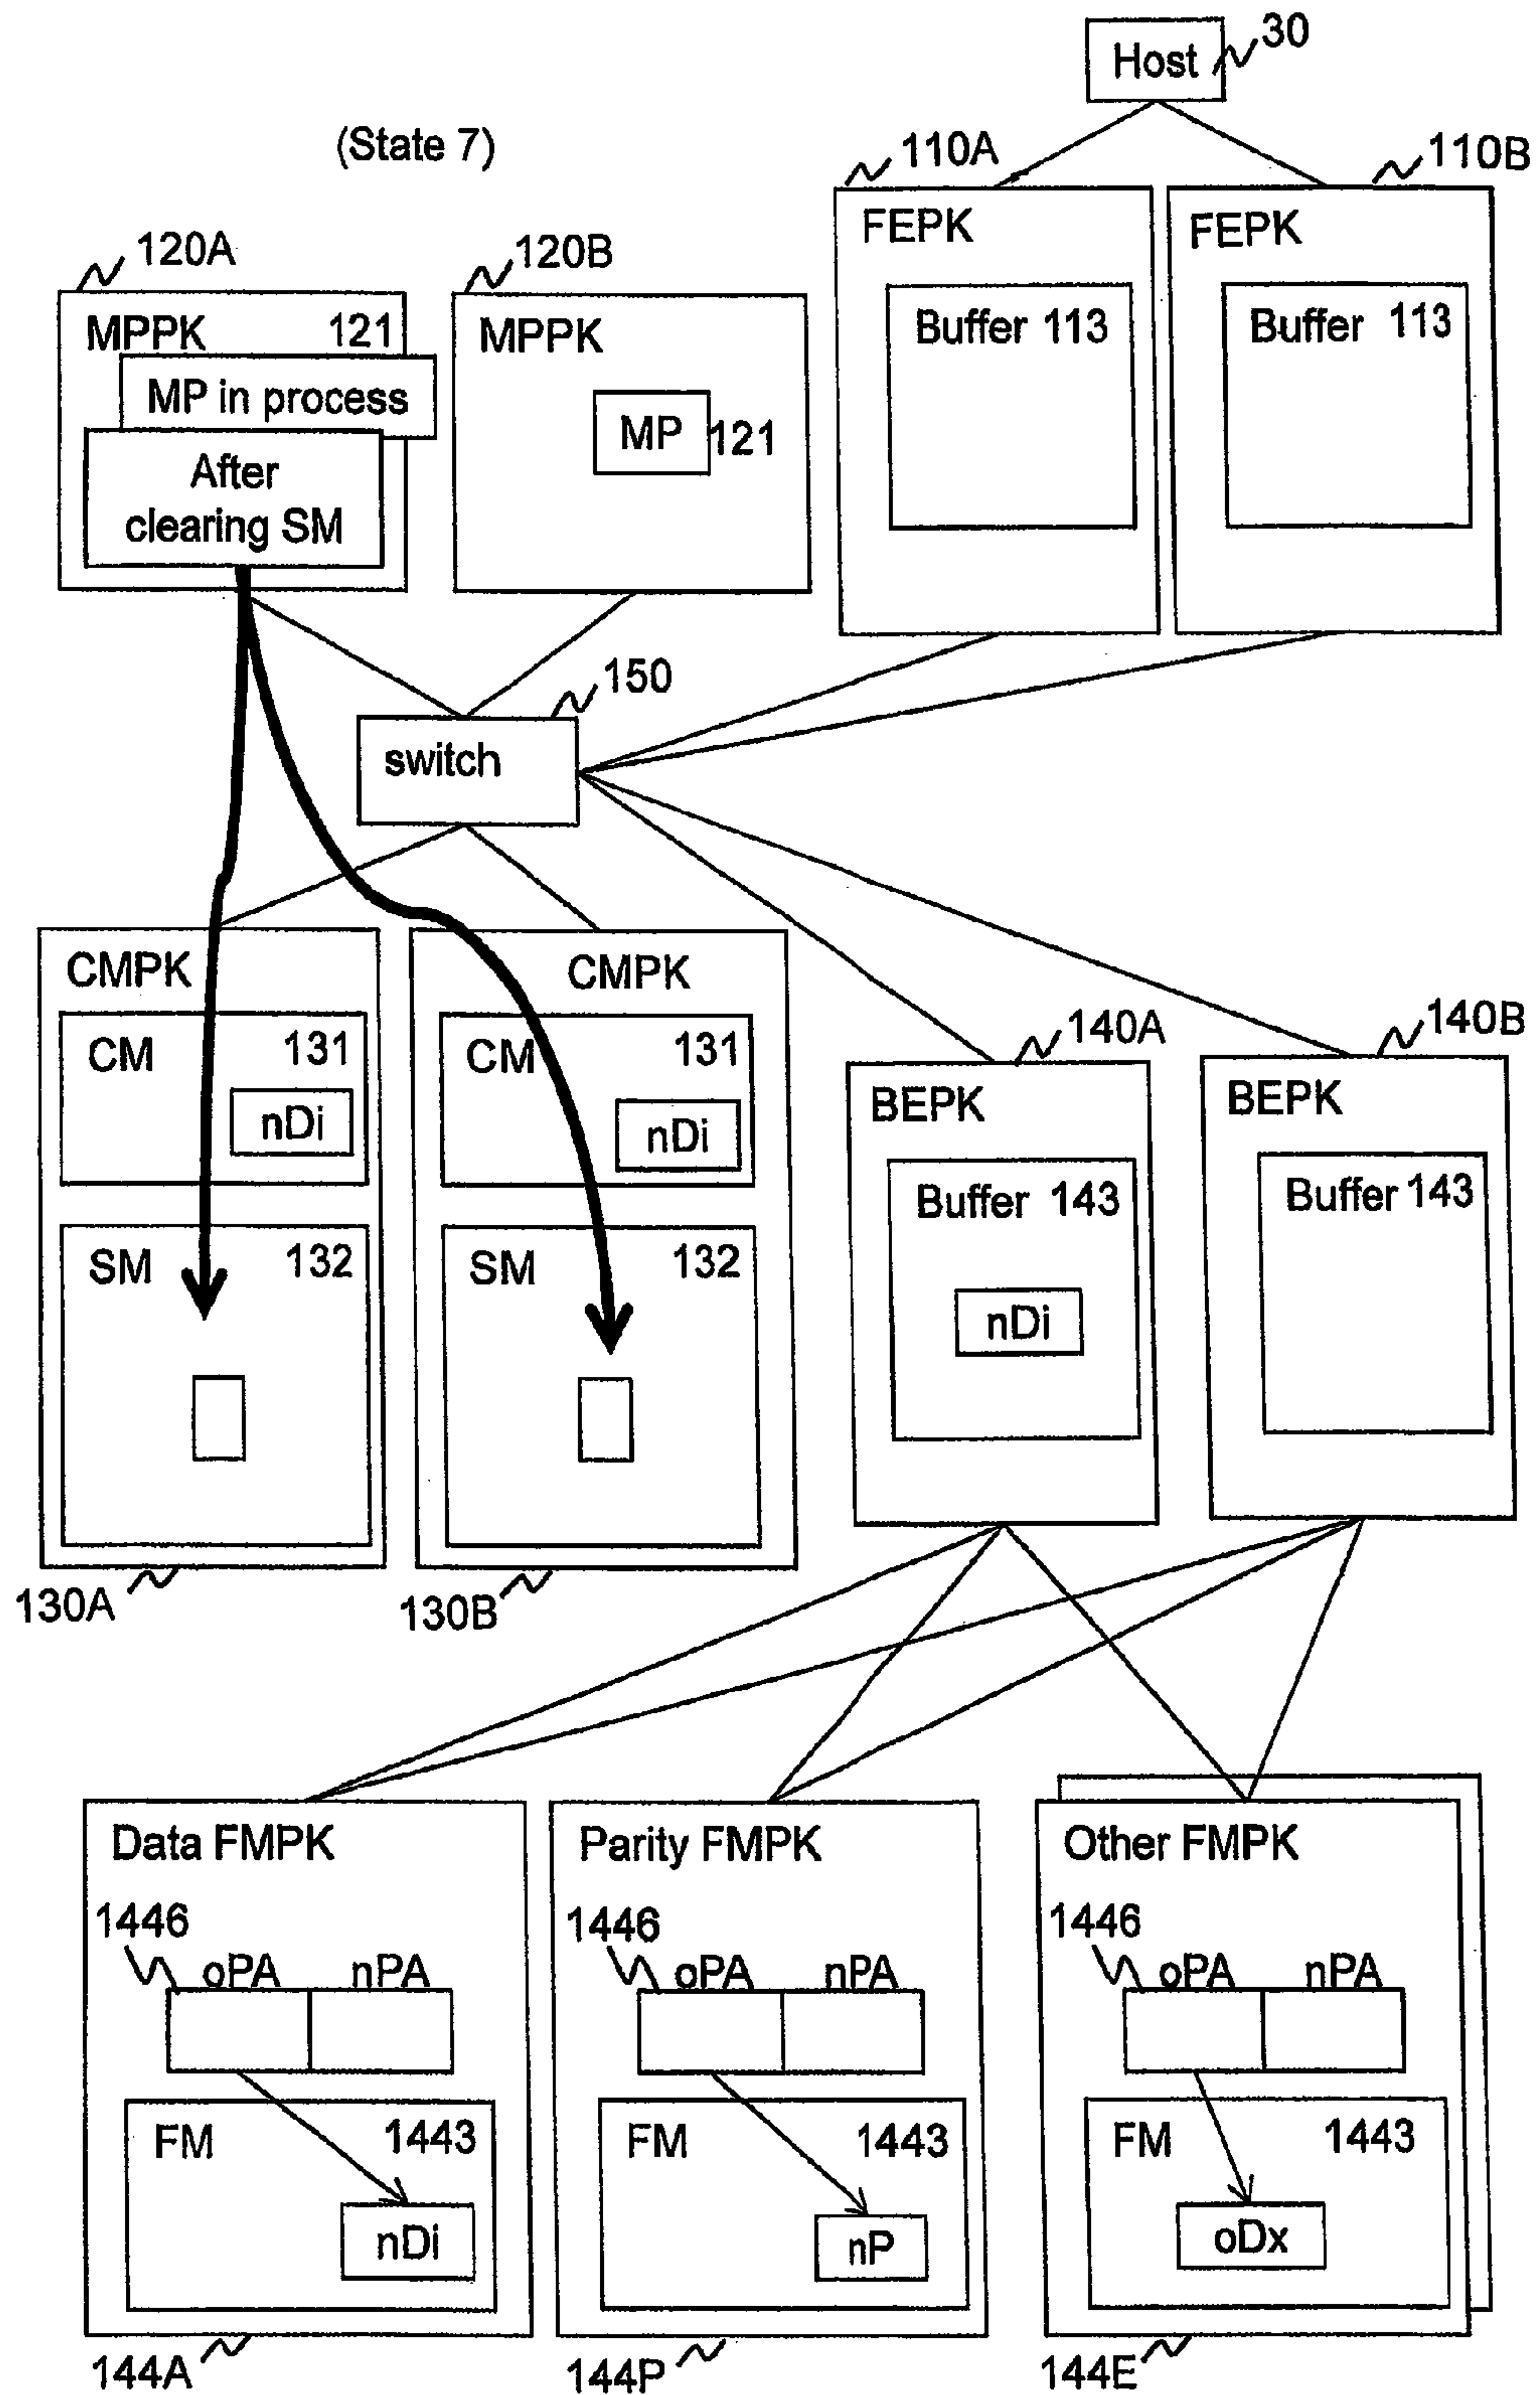 Host
30
(State 7)
110A
110B
FEPK
FEPK
120A
120B
MPPK 121
MPPK
Buffer 113
Buffer 113
MP in process
MP 121
After
clearing SM
150
switch
CMPK
CMPK
140A
140B
CM 131
CM 131
BEPK
BEPK
nDi
nDi
Buffer 143
Buffer 143
SM 132
SM 132
nDi
130A
130B
Data FMPK
Parity FMPK
Other FMPK
1446
1446
1446
oPA nPA
oPA nPA
oPA nPA
FM 1443
FM 1443
FM 1443
nDi
nP
oDx
144A
144P
144E